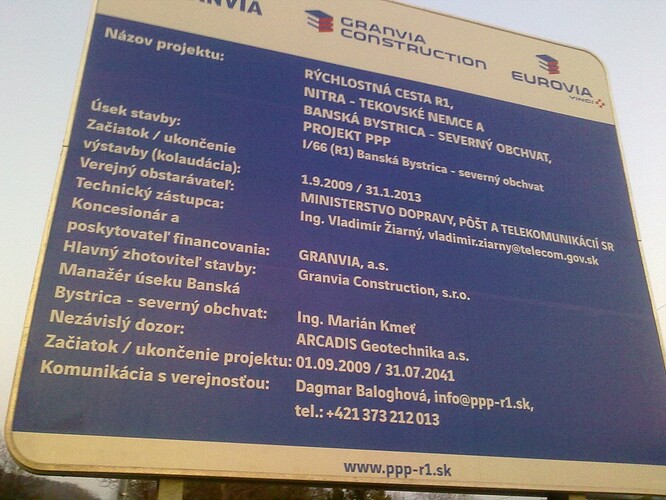 GRANVIA
GRANVIA
CONSTRUCTION
EUROVIA
VINCI
Názov projektu:
RÝCHLOSTNÁ CESTA R1,
NITRA - TEKOVSKÉ NEMCE A
BANSKÁ BYSTRICA - SEVERNÝ OBCHVAT,
PROJEKT PPP
Úsek stavby:
I/66 (R1) Banská Bystrica - severný obchvat
Začiatok / ukončenie
výstavby (kolaudácia):
1.9.2009 / 31.1.2013
Verejný obstarávateľ:
MINISTERSTVO DOPRAVY, PÔŠT A TELEKOMUNIKÁCIÍ SR
Technický zástupca:
Ing. Vladimír Žiarný, vladimir.ziarny@telecom.gov.sk
Koncesionár a
poskytovateľ financovania:
GRANVIA, a.s.
Hlavný zhotoviteľ stavby:
Granvia Construction, s.r.o.
Manažér úseku Banská
Bystrica - severný obchvat:
Ing. Marián Kmeť
Nezávislý dozor:
ARCADIS Geotechnika a.s.
Začiatok / ukončenie projektu:
01.09.2009 / 31.07.2041
Komunikácia s verejnosťou:
Dagmar Baloghová, info@ppp-r1.sk,
tel.: +421 373 212 013
www.ppp-r1.sk